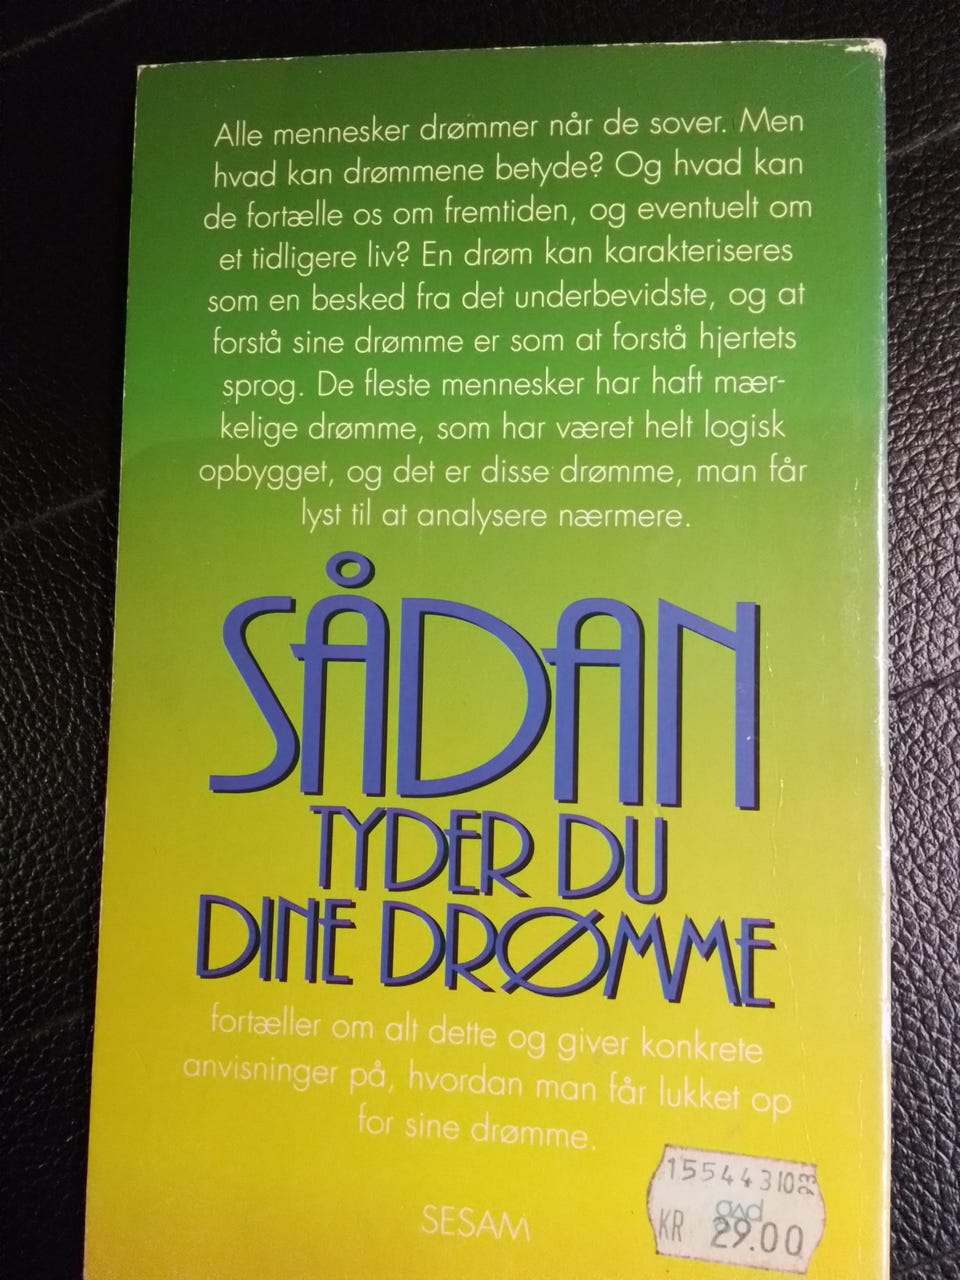 Alle mennesker drømmer når de sover. Men
hvad kan drømmene betyde? Og hvad kan
de fortælle os om fremtiden, og eventuelt om
et tidligere liv? En drøm kan karakteriseres
som en besked fra det underbevidste, og at
forstå sine drømme er som at forstå hjertets
sprog. De fleste mennesker har haft mær-
kelige drømme, som har været helt logisk
opbygget, og det er disse drømme, man får
lyst til at analysere nærmere.
SÅDAN
TYDER DU
DINE DRØMME
fortæller om alt dette og giver konkrete
anvisninger på, hvordan man får lukket op
for sine drømme.
SESAM
15544310
gad
KR 29.00